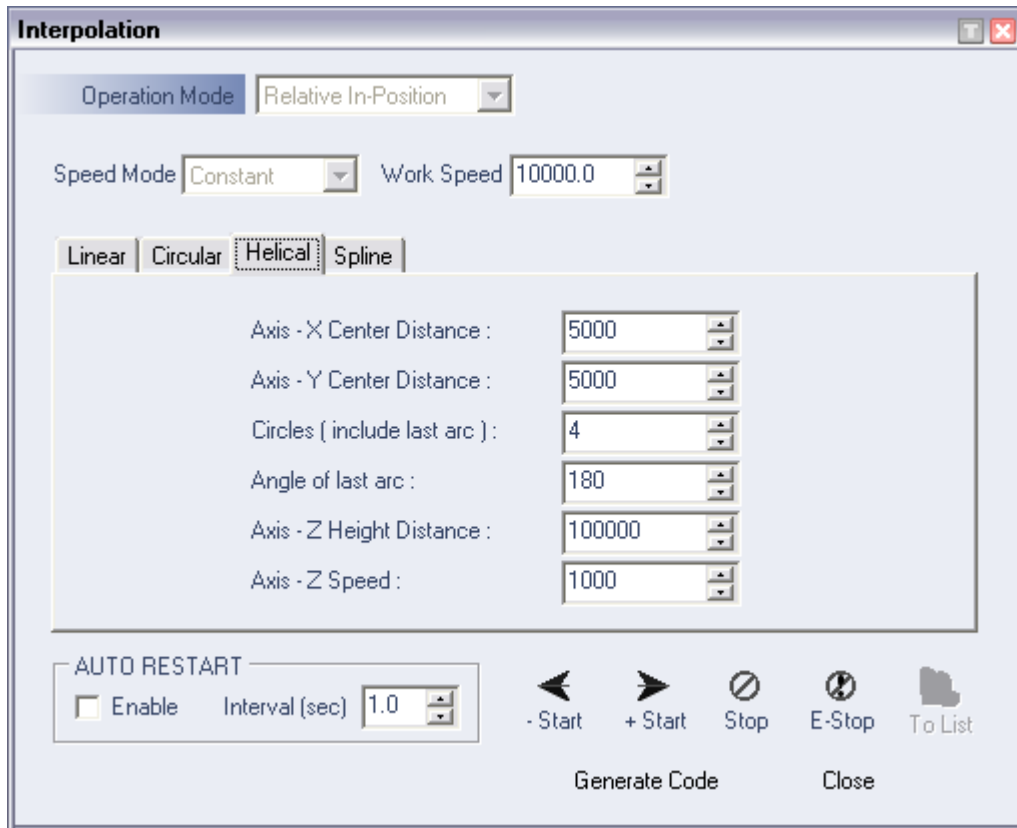 Interpolation
T
Operation Mode Relative In-Position
Speed Mode Constant Work Speed 10000.0
Linear Circular Helical Spline
Axis - X Center Distance : 5000
Axis - Y Center Distance : 5000
Circles ( include last arc ) : 4
Angle of last arc : 180
Axis - Z Height Distance : 100000
Axis - Z Speed : 1000
AUTO RESTART
Enable Interval (sec) 1.0
- Start + Start Stop E-Stop To List
Generate Code Close